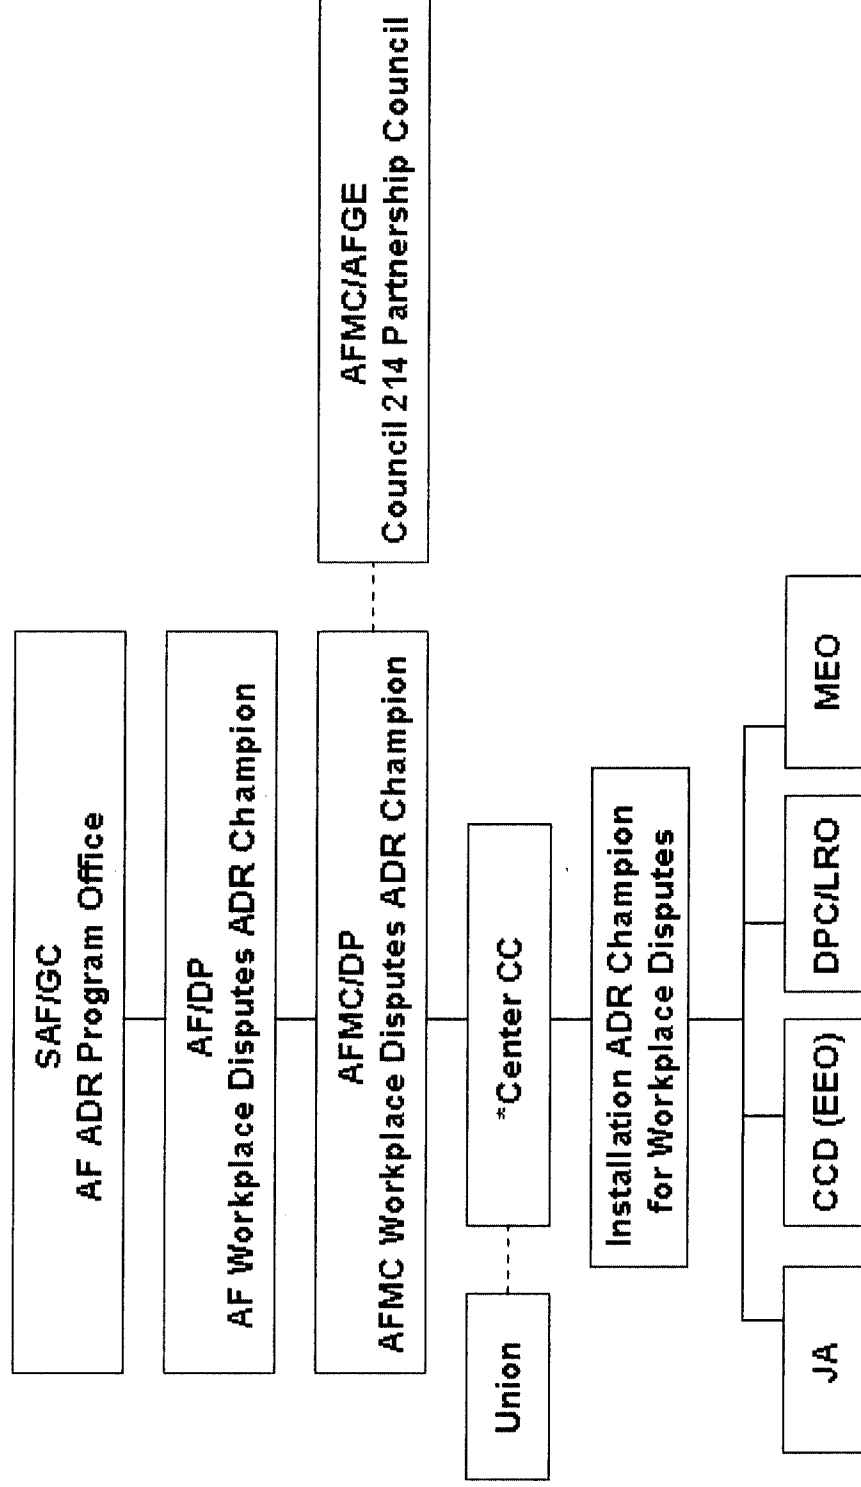 SAF/GC
AF ADR Program Office
AF/DP
AF Workplace Disputes ADR Champion
AFMC/DP
AFMC Workplace Disputes ADR Champion
AFMC/AFGE
Council 214 Partnership Council
Union
*Center CC
Installation ADR Champion
for Workplace Disputes
JA
CCD (EEO)
DPC/LRO
MEO